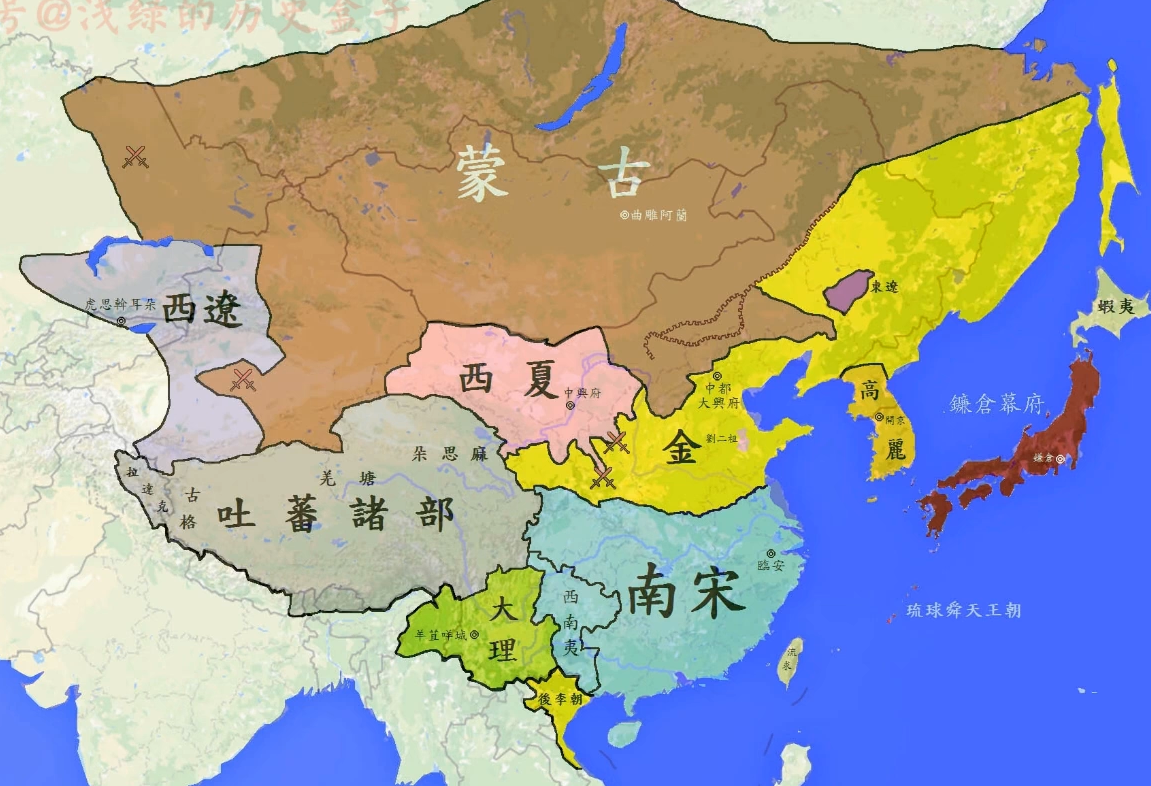 号@浅绿的历史盒子
蒙古
曲雕阿蘭
虎思斡耳朵
西遼
東遼
蝦夷
西夏
中興府
中都
大興府
劉二祖
金
高麗
開京
鐮倉幕府
鐮倉
朵思麻
羌塘
拉達克
古格
吐蕃諸部
南宋
臨安
西南夷
大理
羊苴咩城
琉球舜天王朝
流求
後李朝